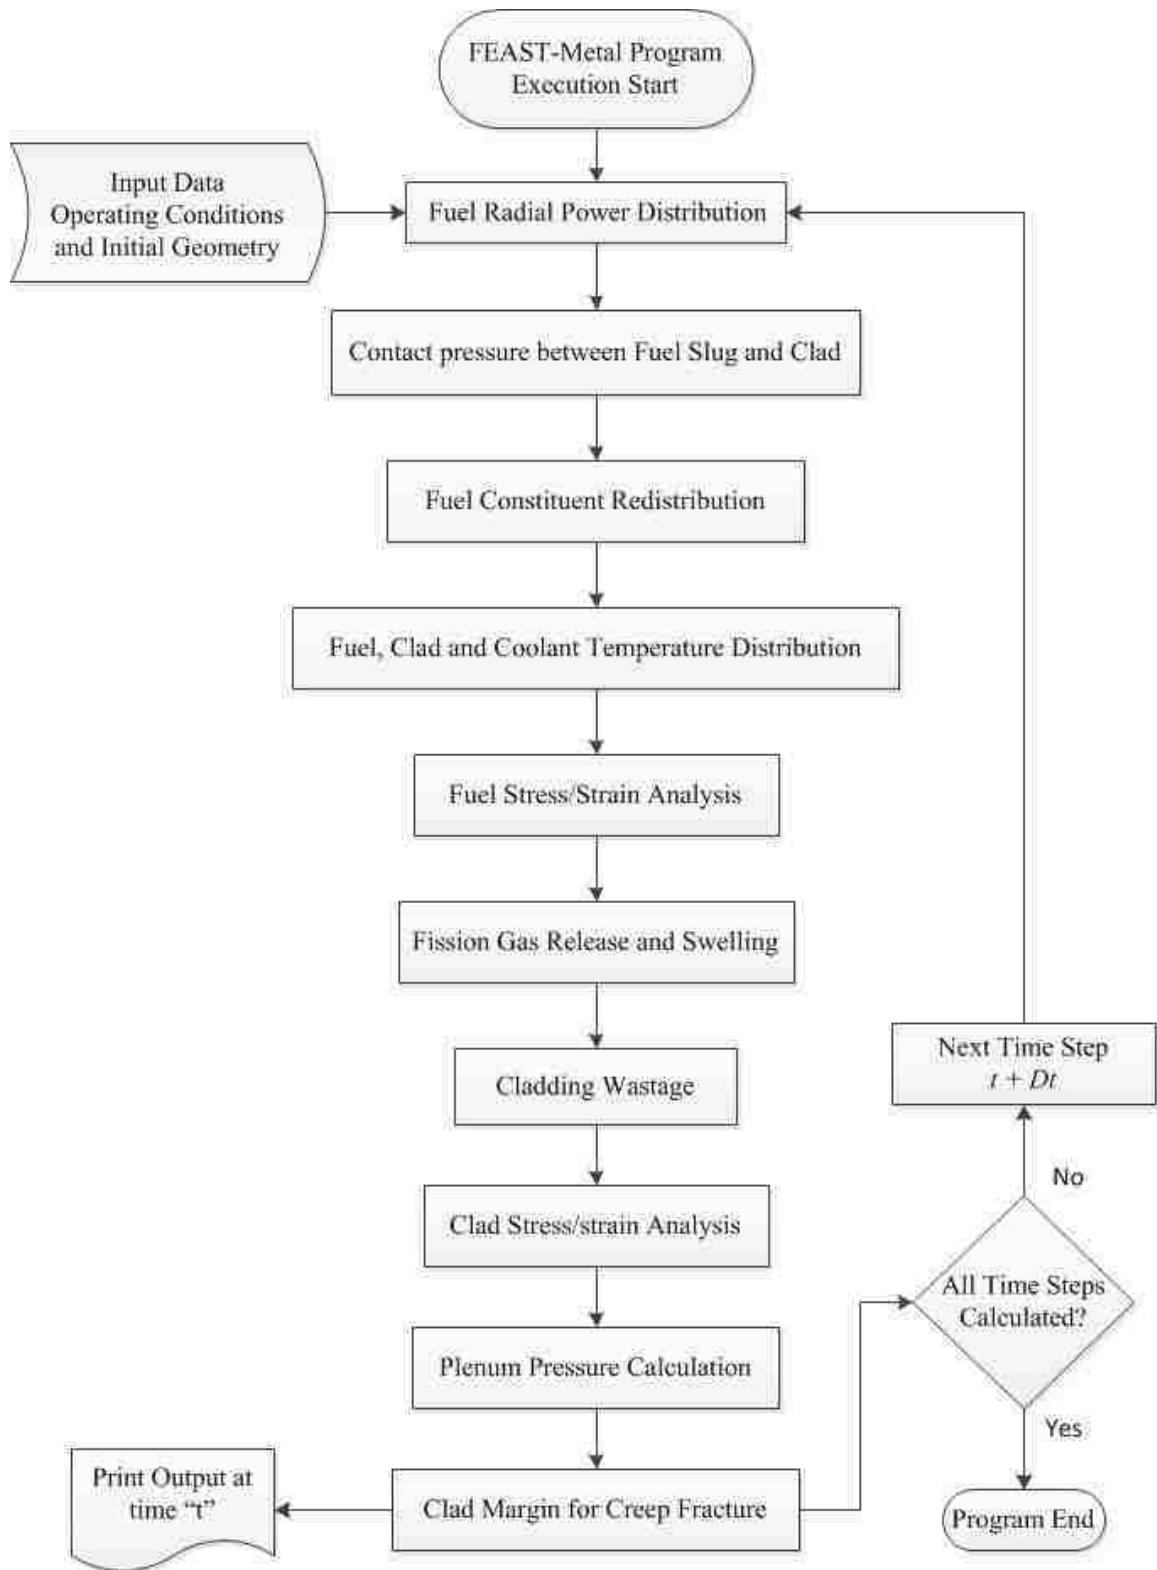 FEAST-Metal Program
Execution Start
Input Data
Operating Conditions
and Initial Geometry
Fuel Radial Power Distribution
Contact pressure between Fuel Slug and Clad
Fuel Constituent Redistribution
Fuel, Clad and Coolant Temperature Distribution
Fuel Stress/Strain Analysis
Fission Gas Release and Swelling
Cladding Wastage
Clad Stress/strain Analysis
Plenum Pressure Calculation
Clad Margin for Creep Fracture
Print Output at
time “t”
All Time Steps
Calculated?
No
Next Time Step
t + Dt
Yes
Program End